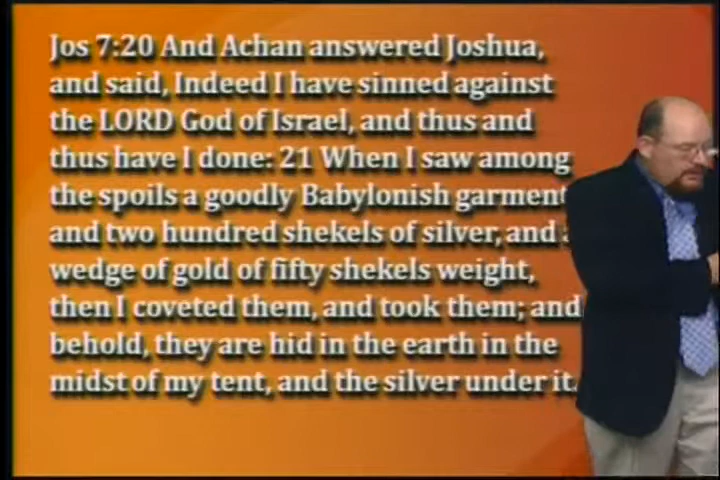 Jos 7:20 And Achan answered Joshua,
and said, Indeed I have sinned against
the LORD God of Israel, and thus and
thus have I done: 21 When I saw among
the spoils a goodly Babylonish garment
and two hundred shekels of silver, and a
wedge of gold of fifty shekels weight,
then I coveted them, and took them; and
behold, they are hid in the earth in the
midst of my tent, and the silver under it.